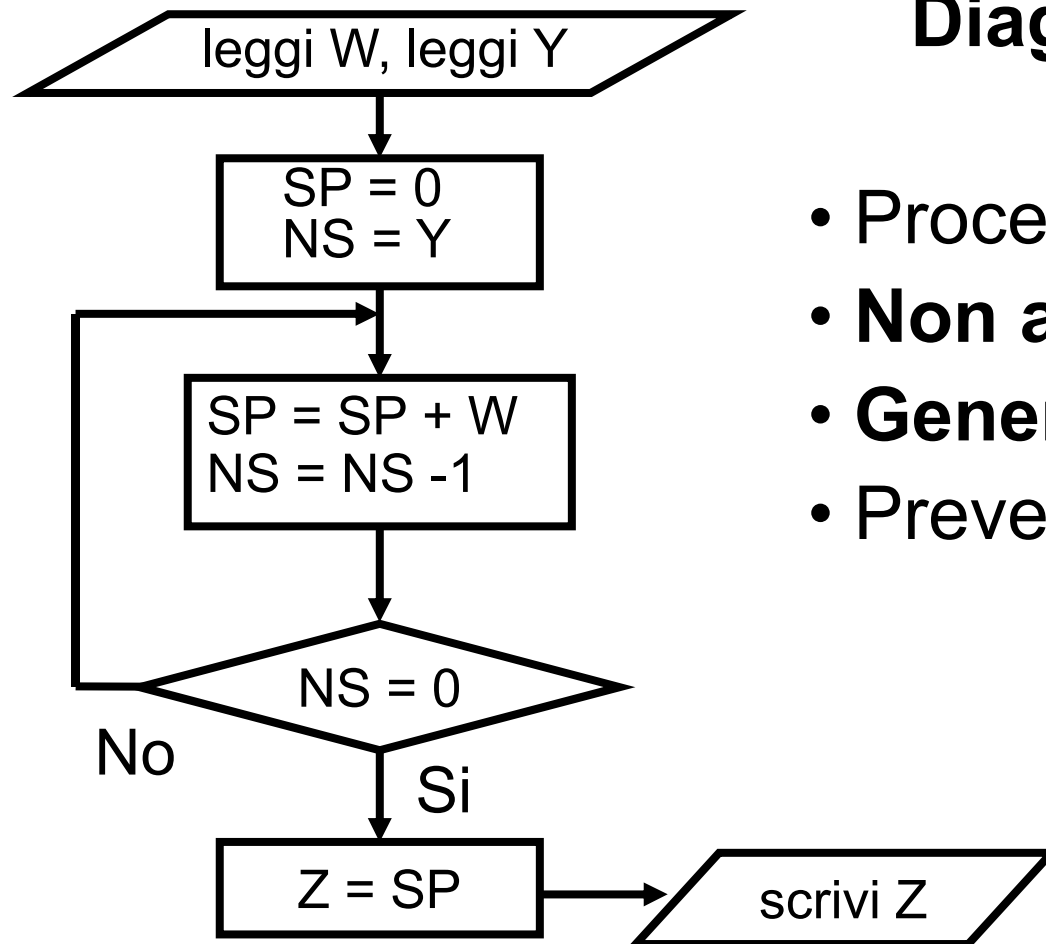 leggi W, leggi Y
SP = 0
NS = Y
SP = SP + W
NS = NS -1
NS = 0
No
Si
Z = SP
scrivi Z
Diag
• Proce
• Non a
• Gener
• Preve